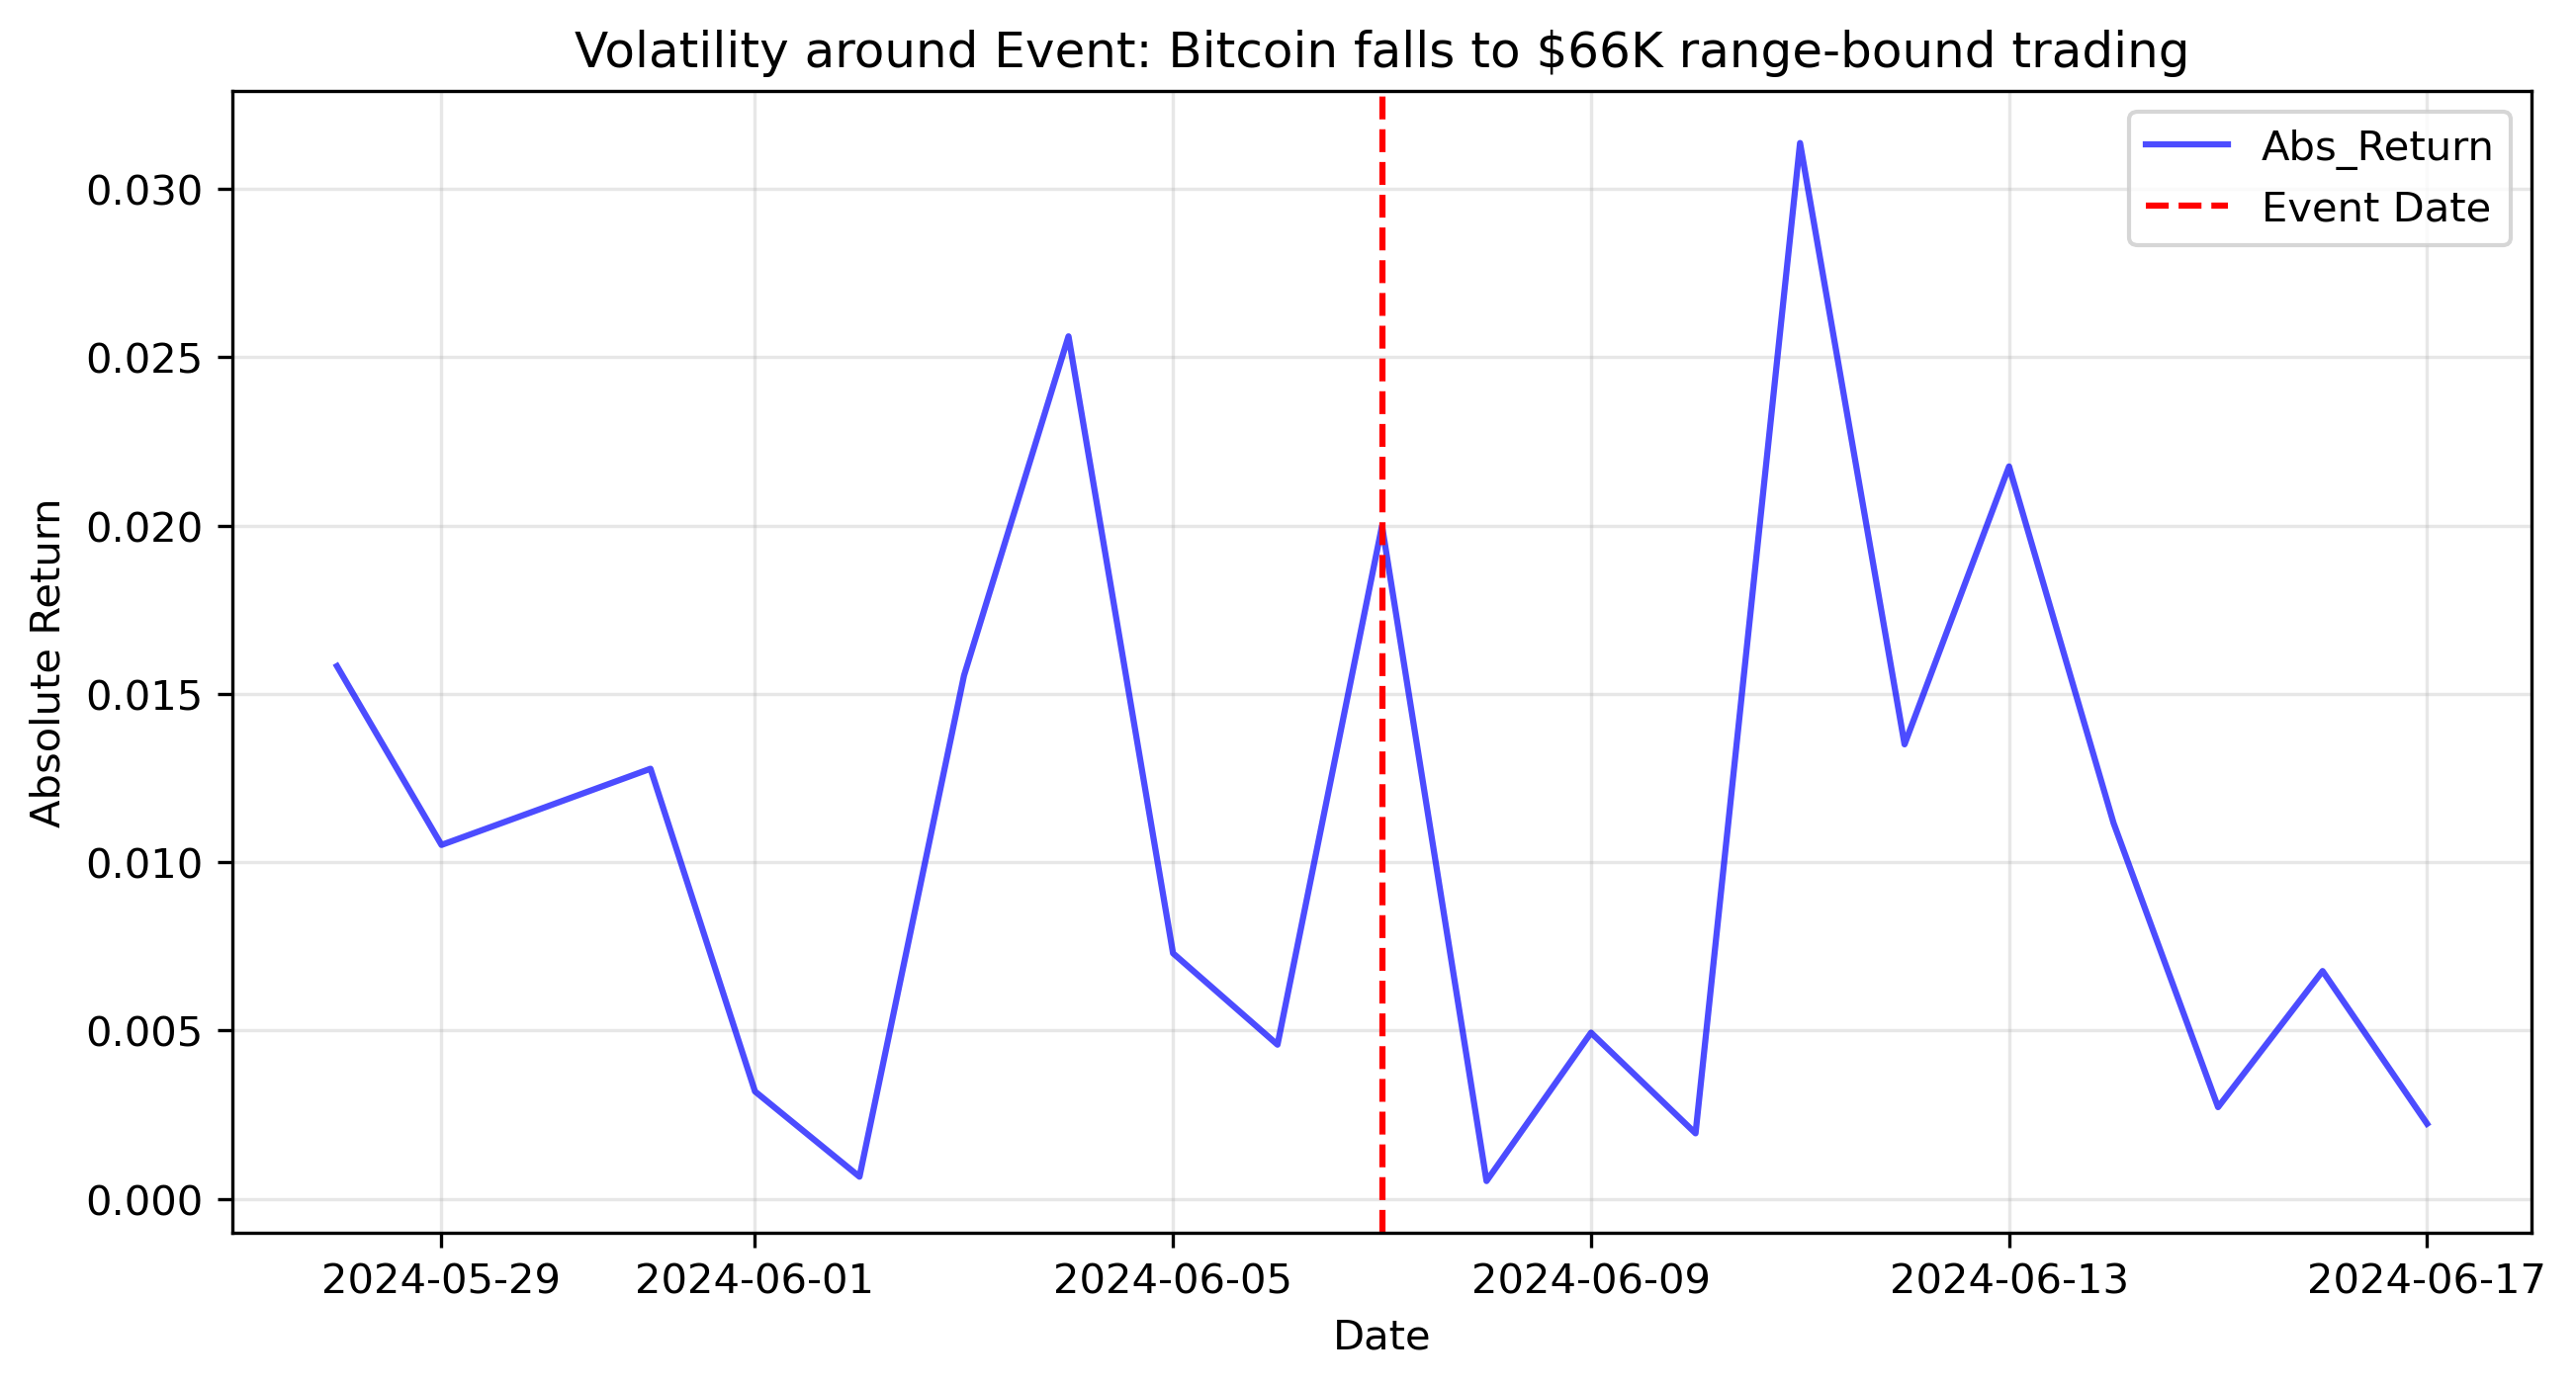 Volatility around Event: Bitcoin falls to $66K range-bound trading
Abs_Return
Event Date
0.030
0.025
0.020
0.015
0.010
0.005
0.000
Absolute Return
2024-05-29 2024-06-01 2024-06-05 2024-06-09 2024-06-13 2024-06-17
Date